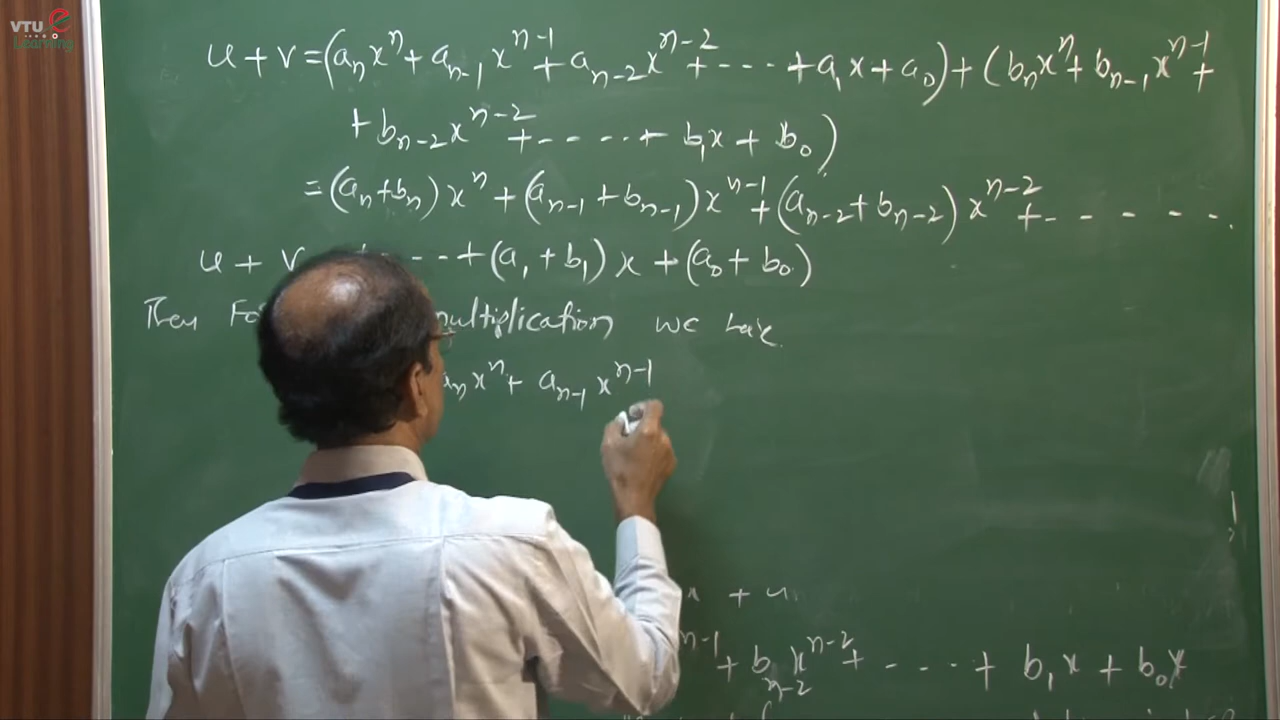 VTU e
Learning
u + v = (aₙxⁿ + aₙ₋₁xⁿ⁻¹ + aₙ₋₂xⁿ⁻² + ---- + a₁x + a₀) + (bₙxⁿ + bₙ₋₁xⁿ⁻¹ +
+ bₙ₋₂xⁿ⁻² + ------ + b₁x + b₀)
= (aₙ+bₙ)xⁿ + (aₙ₋₁ + bₙ₋₁)xⁿ⁻¹ + (aₙ₋₂ + bₙ₋₂)xⁿ⁻² + ------
u + v --- + (a₁ + b₁)x + (a₀ + b₀)
Then multiplication we have
aₙxⁿ + aₙ₋₁xⁿ⁻¹
x +
n-1 + bₙ₋₂xⁿ⁻² + ---- + b₁x + b₀